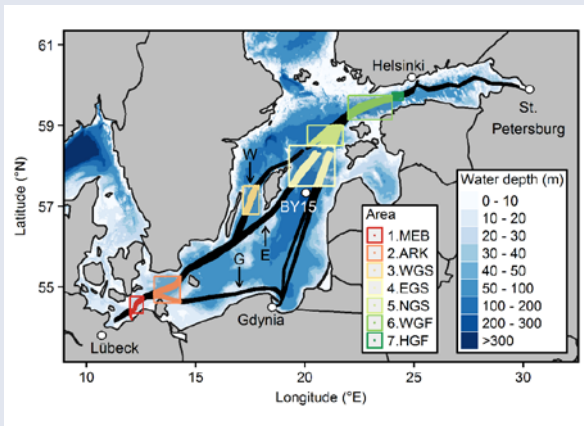 61
59
57
55
Latitude (°N)
10
15
20
25
30
Longitude (°E)
Helsinki
St.
Petersburg
W
BY15
E
G
Gdynia
Lübeck
Area
1.MEB
2.ARK
3.WGS
4.EGS
5.NGS
6.WGF
7.HGF
Water depth (m)
0 - 10
10 - 20
20 - 30
30 - 40
40 - 50
50 - 100
100 - 200
200 - 300
>300